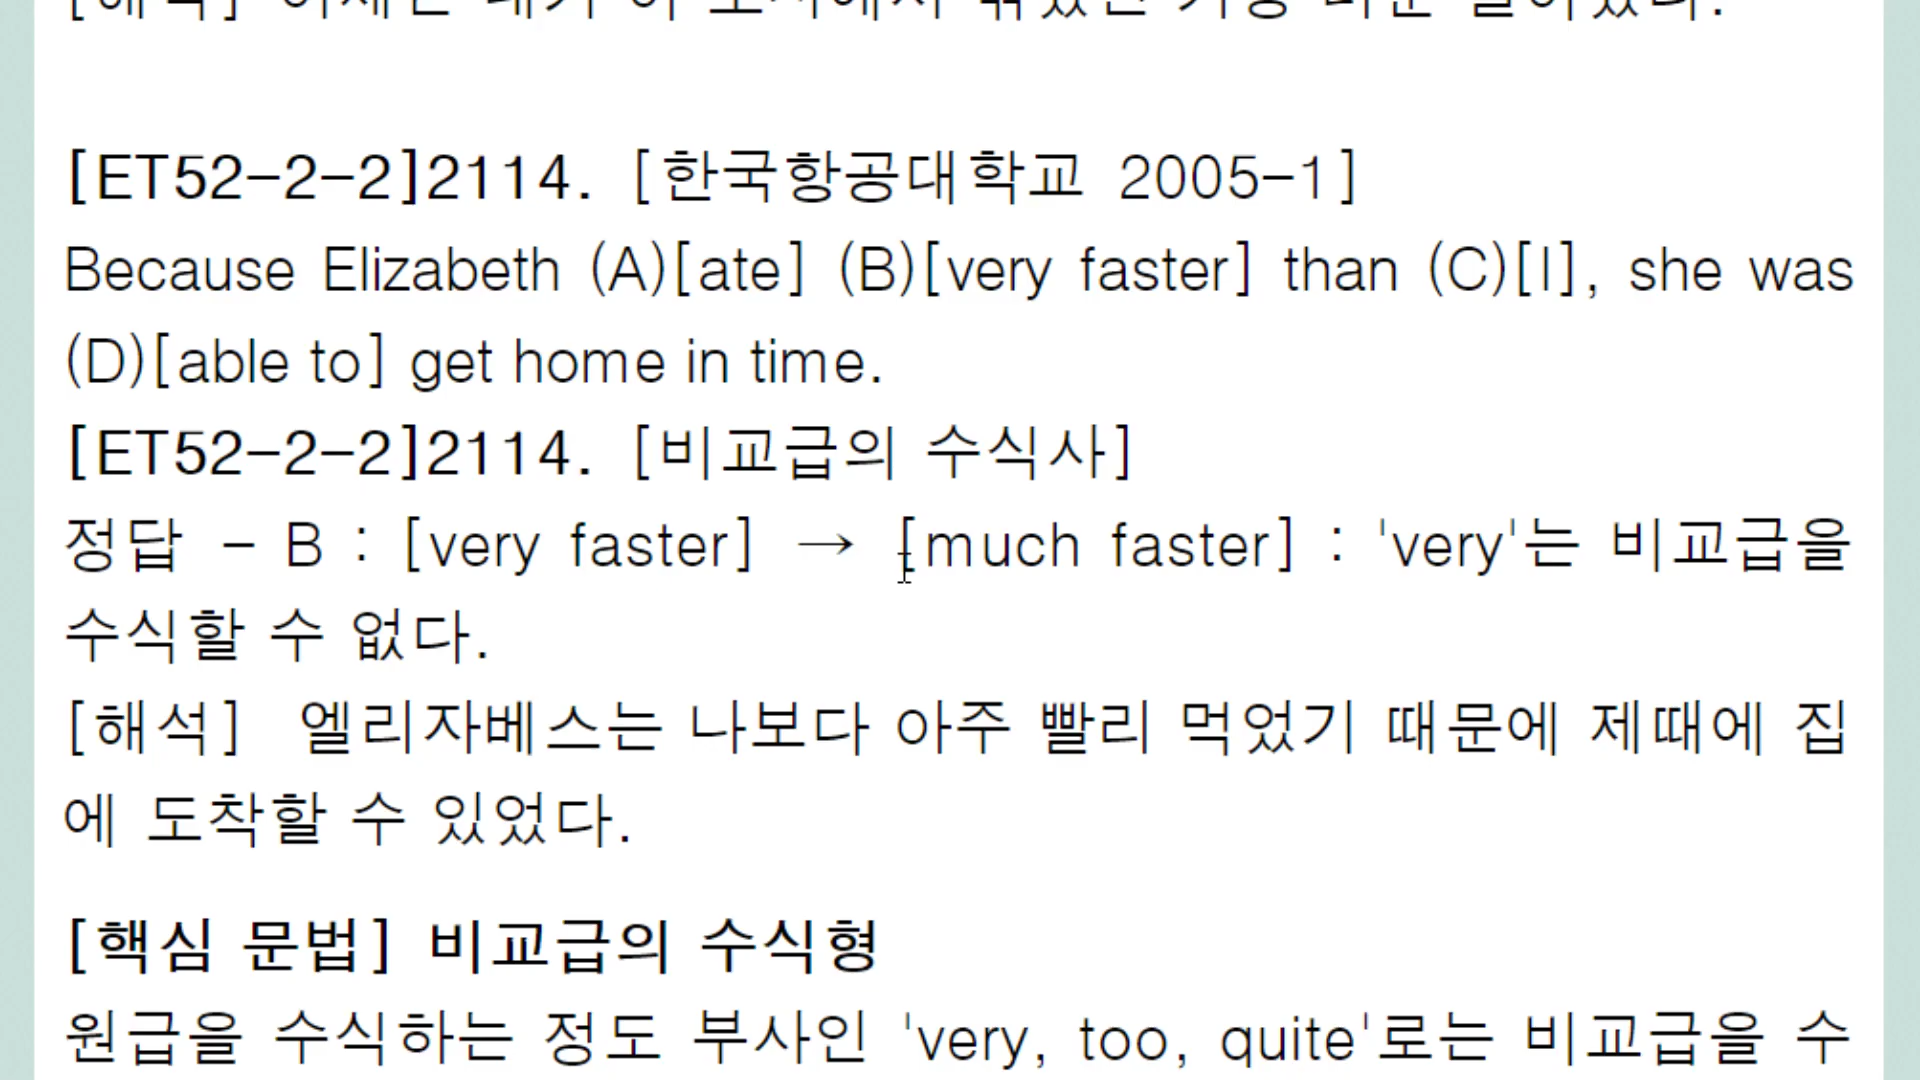 [ET52-2-2]2114. [한국항공대학교 2005-1]
Because Elizabeth (A)[ate] (B)[very faster] than (C)[I], she was
(D)[able to] get home in time.
[ET52-2-2]2114. [비교급의 수식사]
정답 - B : [very faster] → [much faster] : 'very'는 비교급을
수식할 수 없다.
[해석] 엘리자베스는 나보다 아주 빨리 먹었기 때문에 제때에 집
에 도착할 수 있었다.
[핵심 문법] 비교급의 수식형
원급을 수식하는 정도 부사인 'very, too, quite'로는 비교급을 수